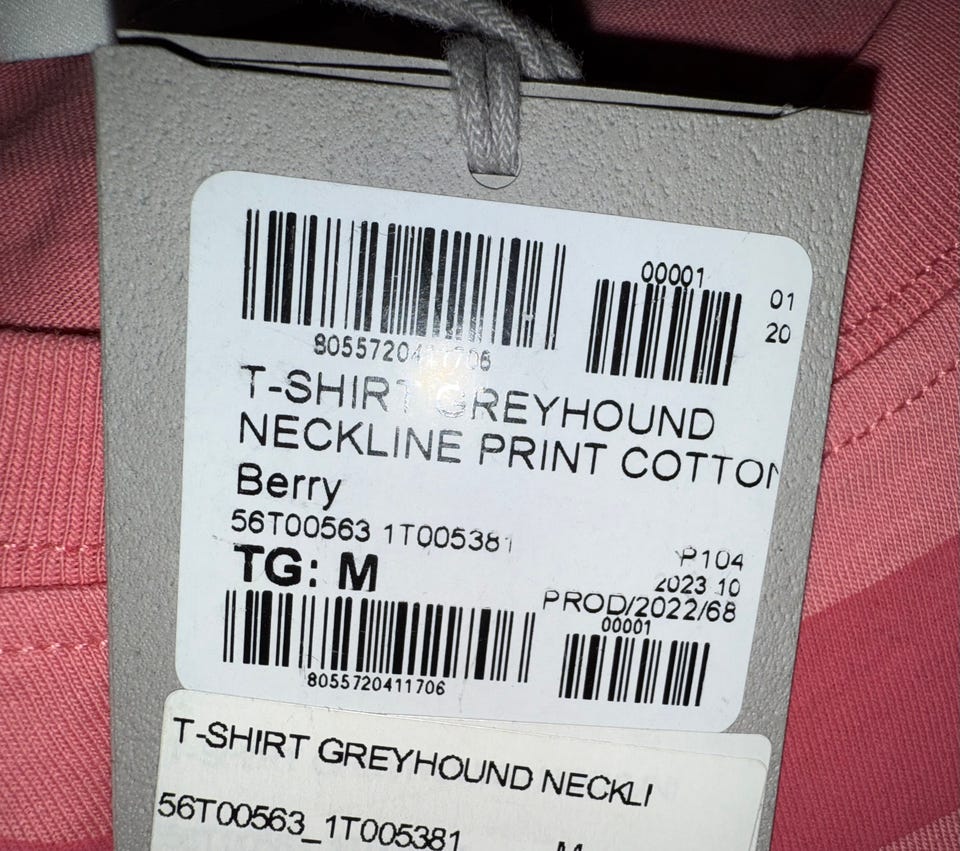 00001
01
20
8055720411706
T-SHIRT GREYHOUND
NECKLINE PRINT COTTON
Berry
56T00563 1T005381
P104
TG: M
2023 10
PROD/2022/68
00001
8055720411706
T-SHIRT GREYHOUND NECKLI
56T00563_1T005381 M